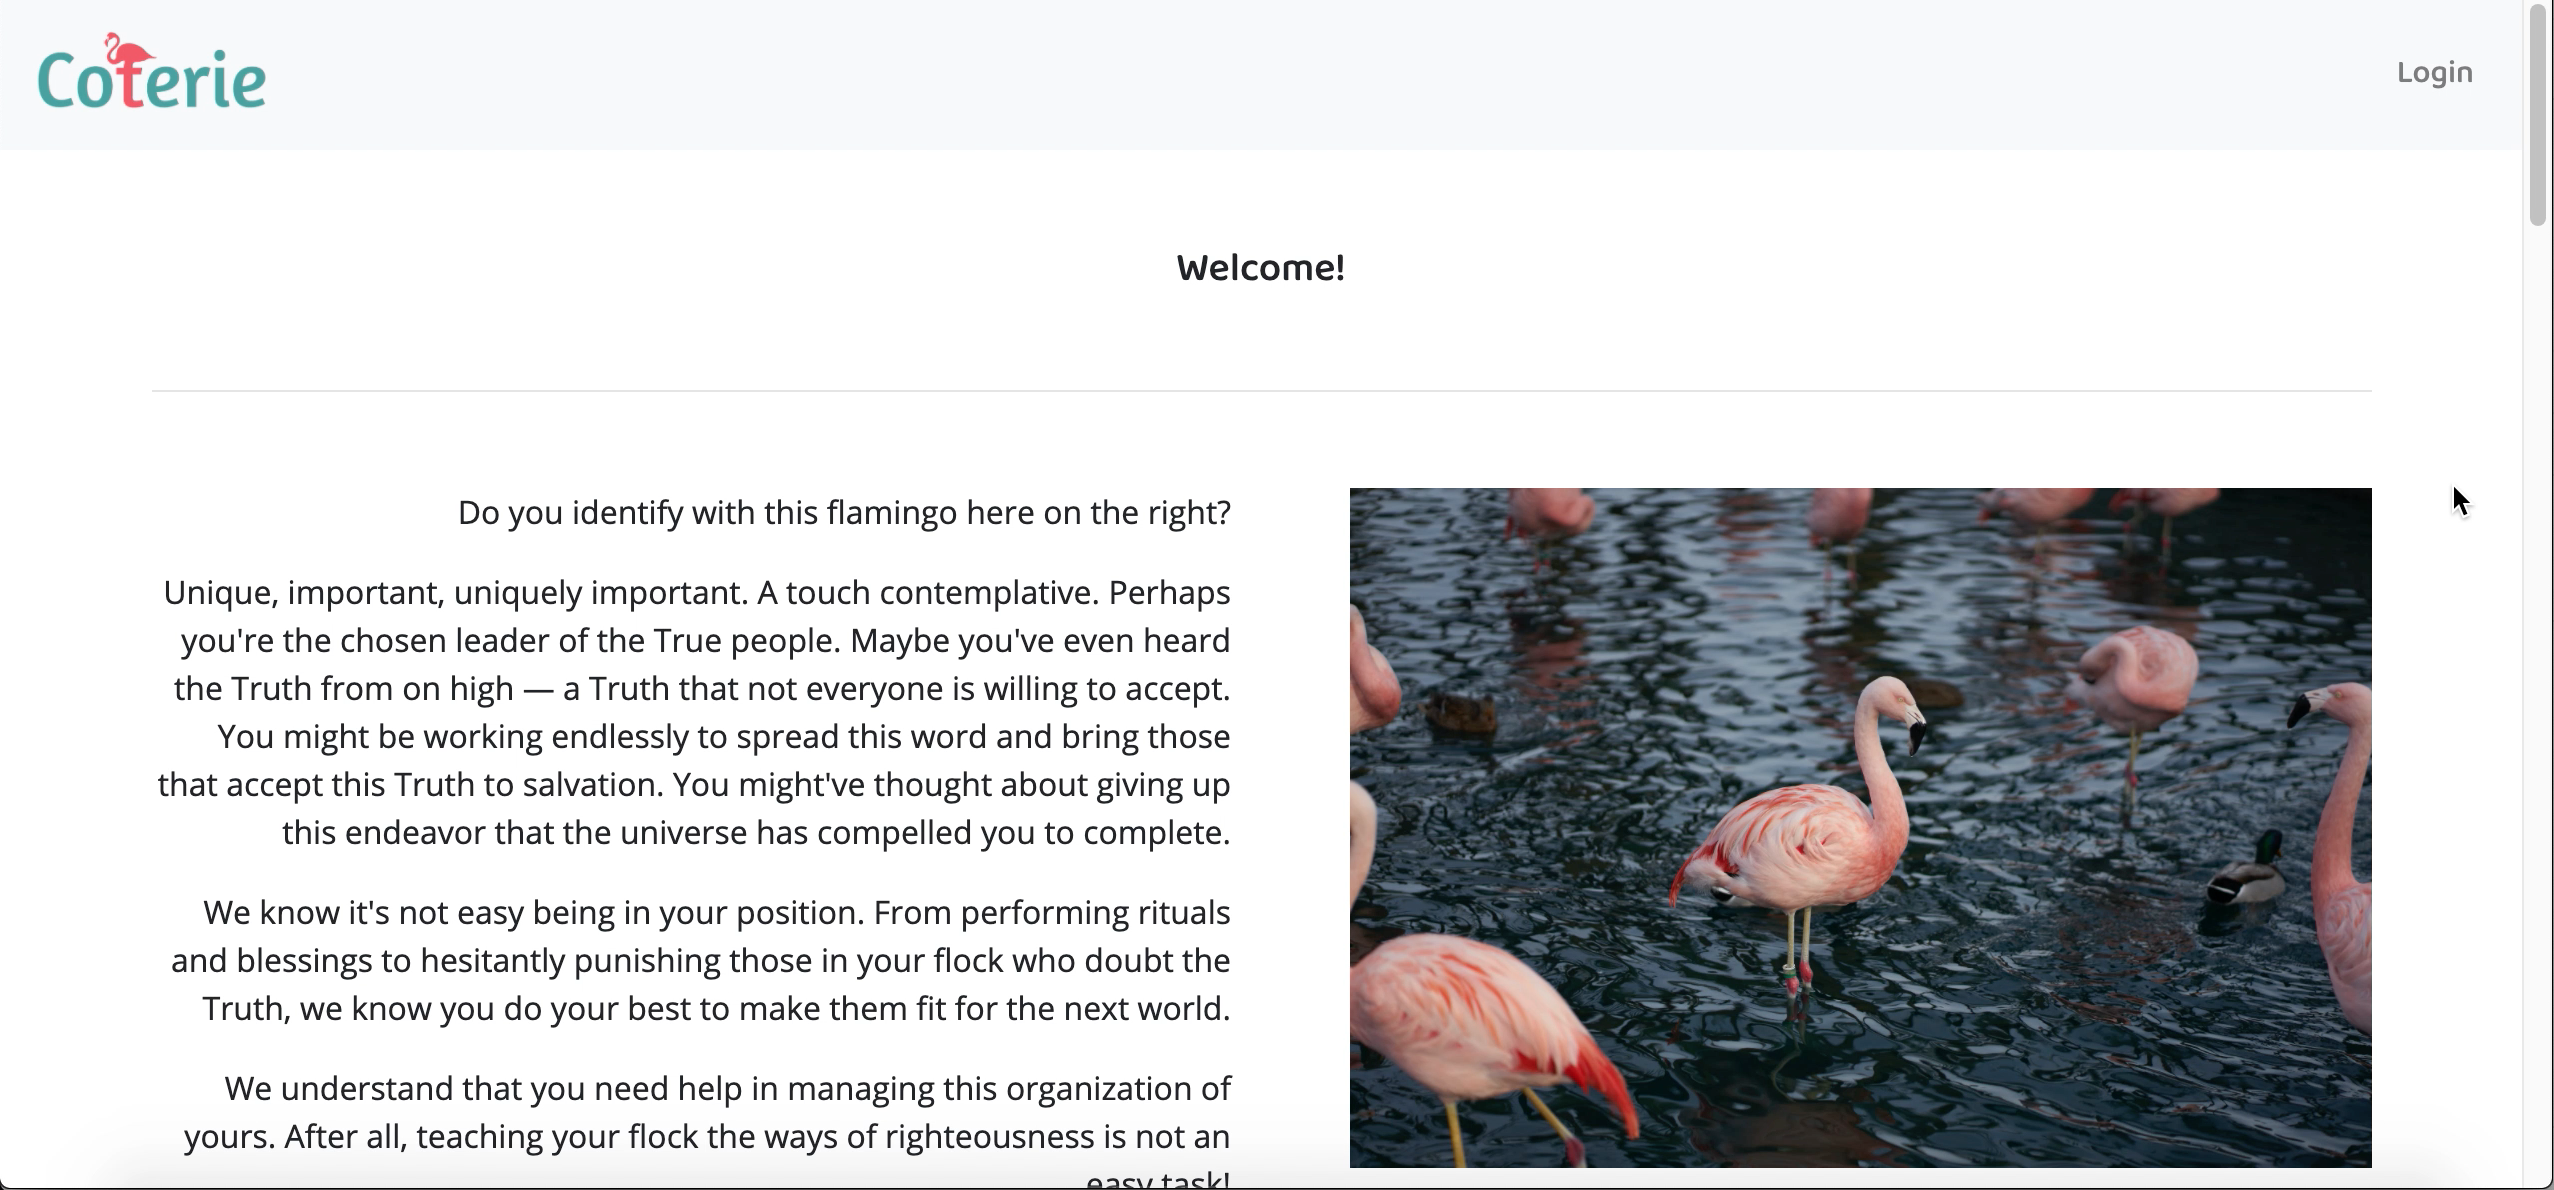 Coterie
Login
Welcome!
Do you identify with this flamingo here on the right?
Unique, important, uniquely important. A touch contemplative. Perhaps
you're the chosen leader of the True people. Maybe you've even heard
the Truth from on high — a Truth that not everyone is willing to accept.
You might be working endlessly to spread this word and bring those
that accept this Truth to salvation. You might've thought about giving up
this endeavor that the universe has compelled you to complete.
We know it's not easy being in your position. From performing rituals
and blessings to hesitantly punishing those in your flock who doubt the
Truth, we know you do your best to make them fit for the next world.
We understand that you need help in managing this organization of
yours. After all, teaching your flock the ways of righteousness is not an
easy task!